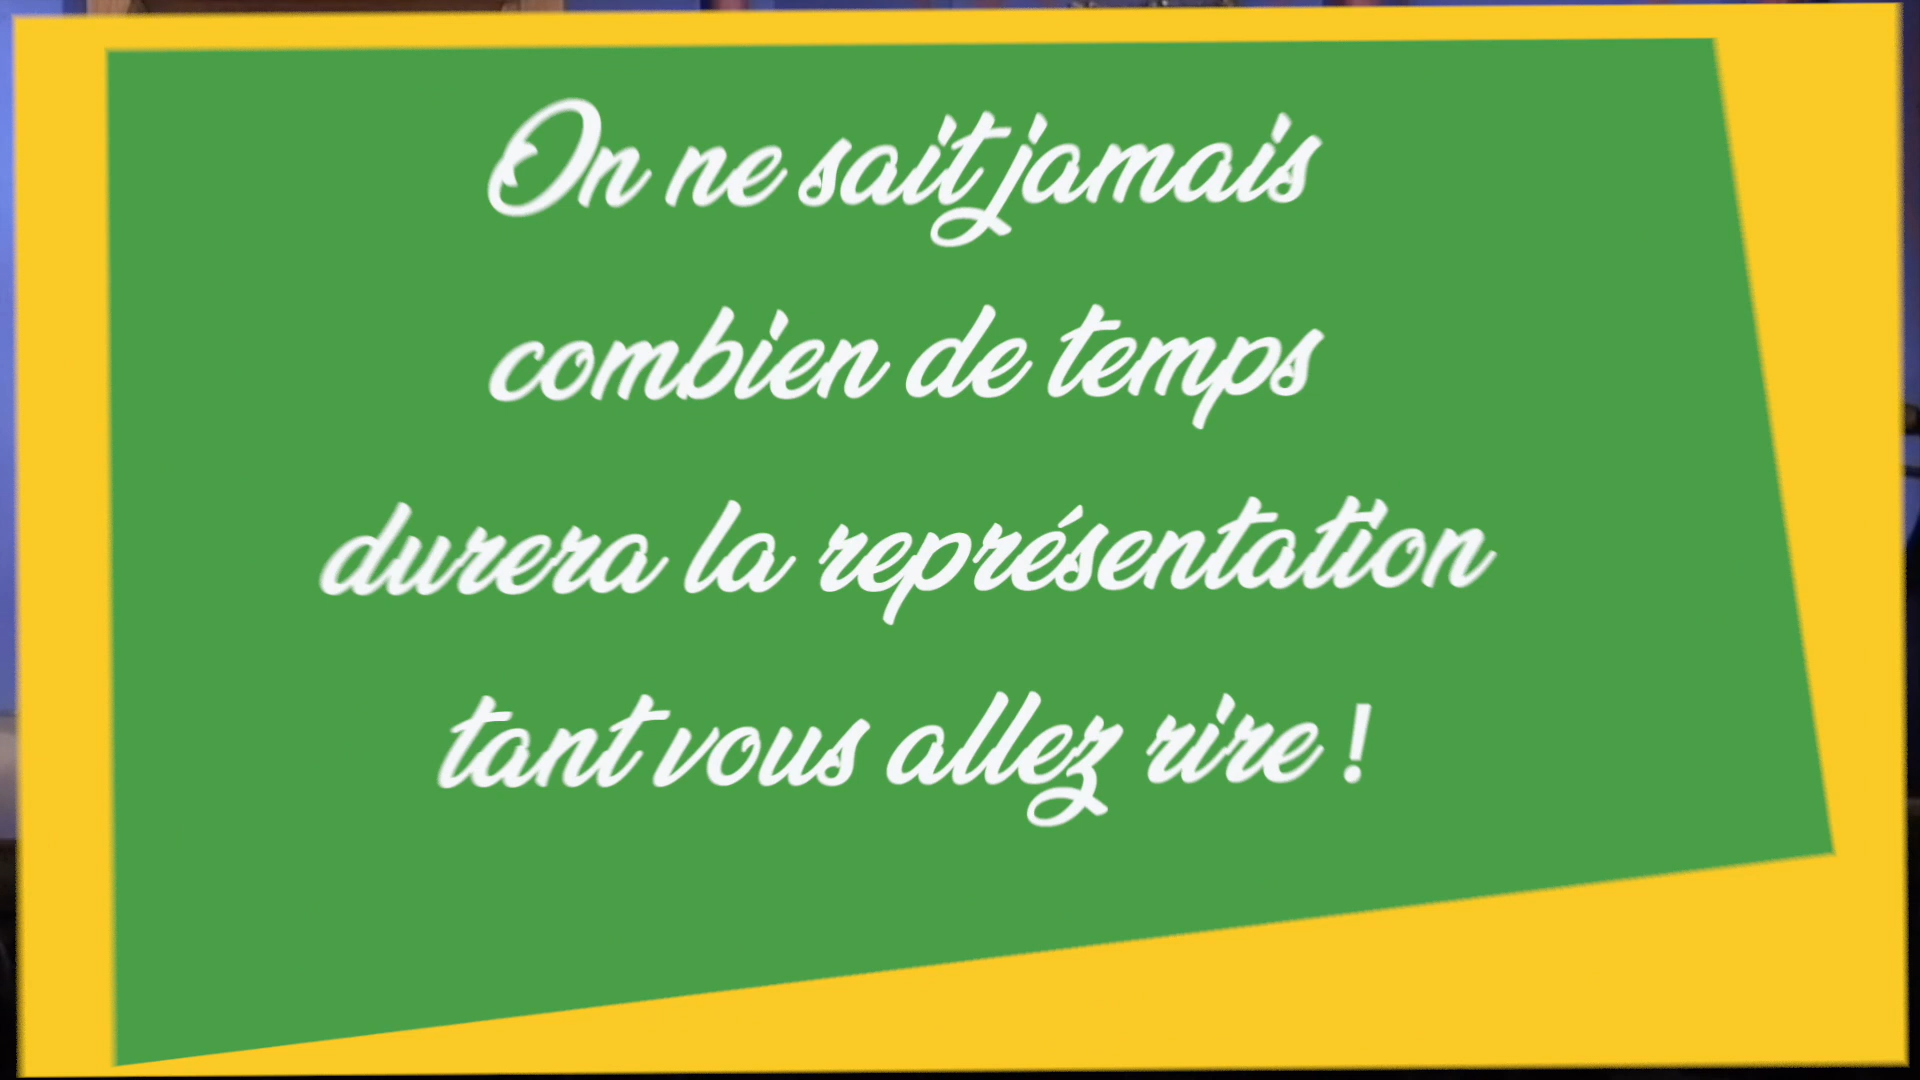 On ne sait jamais
combien de temps
durera la représentation
tant vous allez rire !